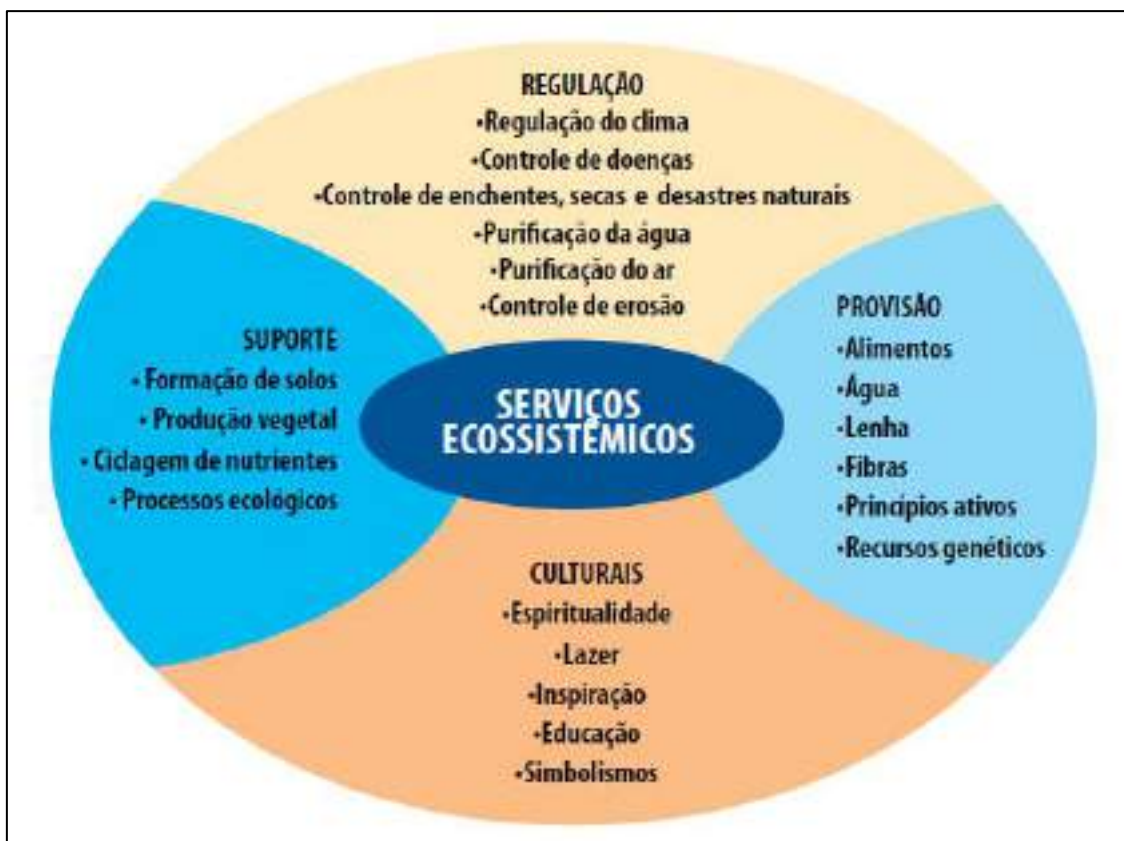 REGULAÇÃO
•Regulação do clima
•Controle de doenças
•Controle de enchentes, secas e desastres naturais
•Purificação da água
•Purificação do ar
•Controle de erosão
SUPORTE
• Formação de solos
• Produção vegetal
• Ciclagem de nutrientes
• Processos ecológicos
SERVIÇOS
ECOSSISTÊMICOS
PROVISÃO
•Alimentos
•Água
•Lenha
•Fibras
•Princípios ativos
•Recursos genéticos
CULTURAIS
•Espiritualidade
•Lazer
•Inspiração
•Educação
•Simbolismos